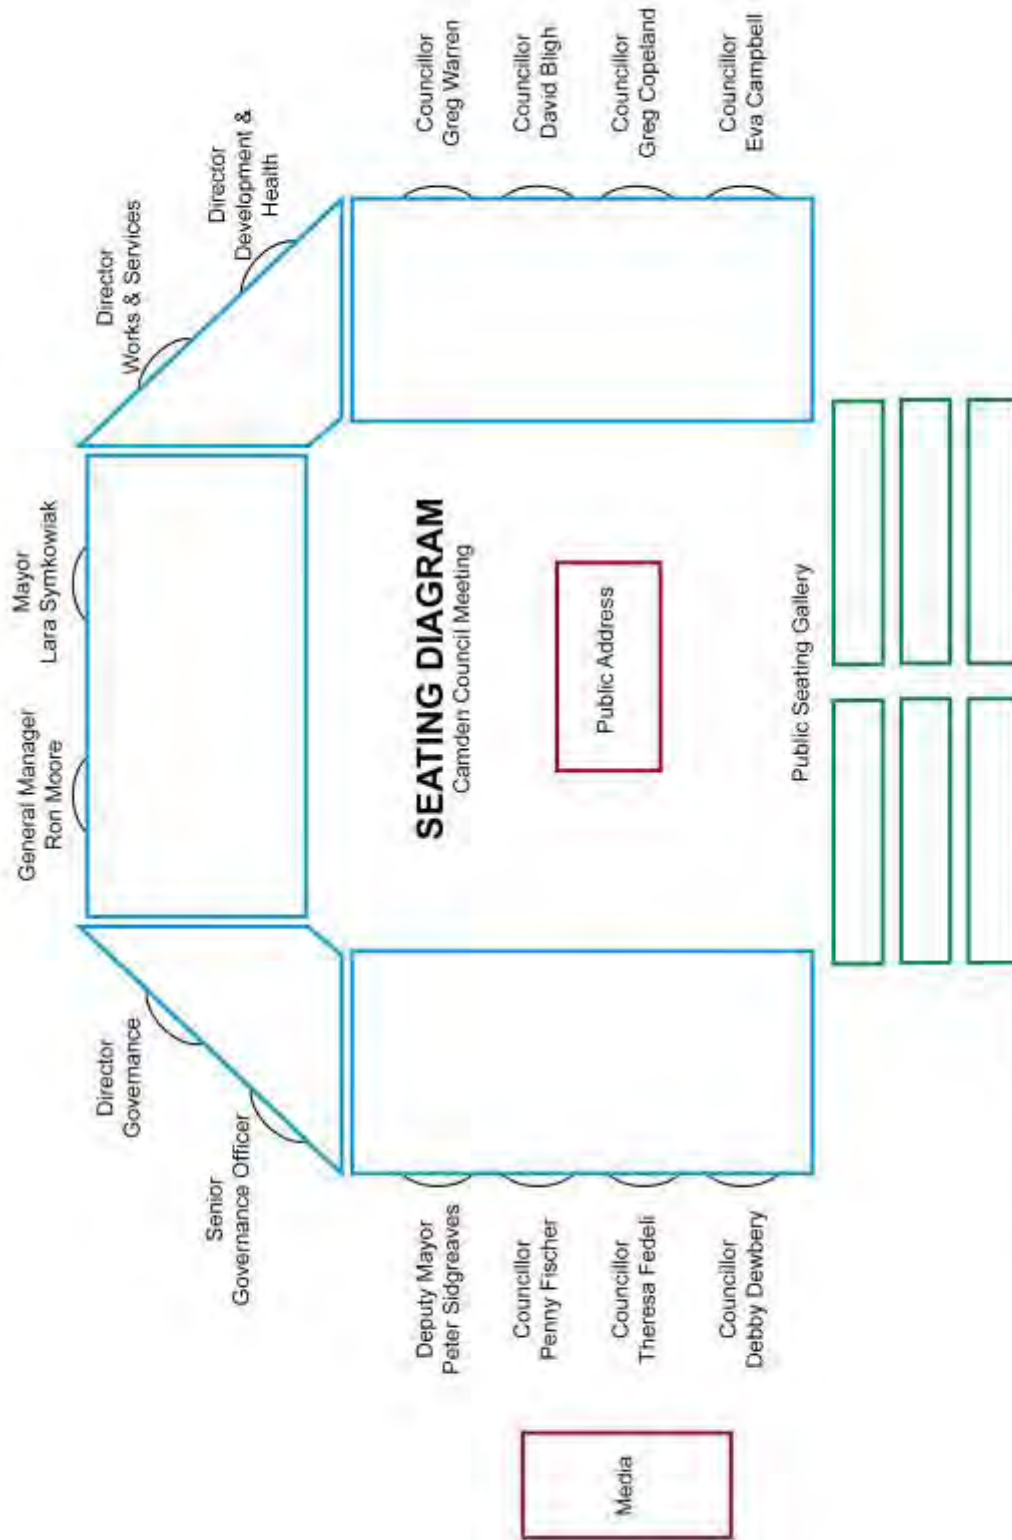 General Manager
Ron Moore
Mayor
Lara Symkowiak
Director
Governance
Director
Works & Services
Senior
Governance Officer
Director
Development &
Health
SEATING DIAGRAM
Camden Council Meeting
Deputy Mayor
Peter Sidgreaves
Councillor
Greg Warren
Councillor
Penny Fischer
Councillor
David Bligh
Public Address
Media
Councillor
Theresa Fedeli
Councillor
Greg Copeland
Councillor
Debby Dewbery
Councillor
Eva Campbell
Public Seating Gallery